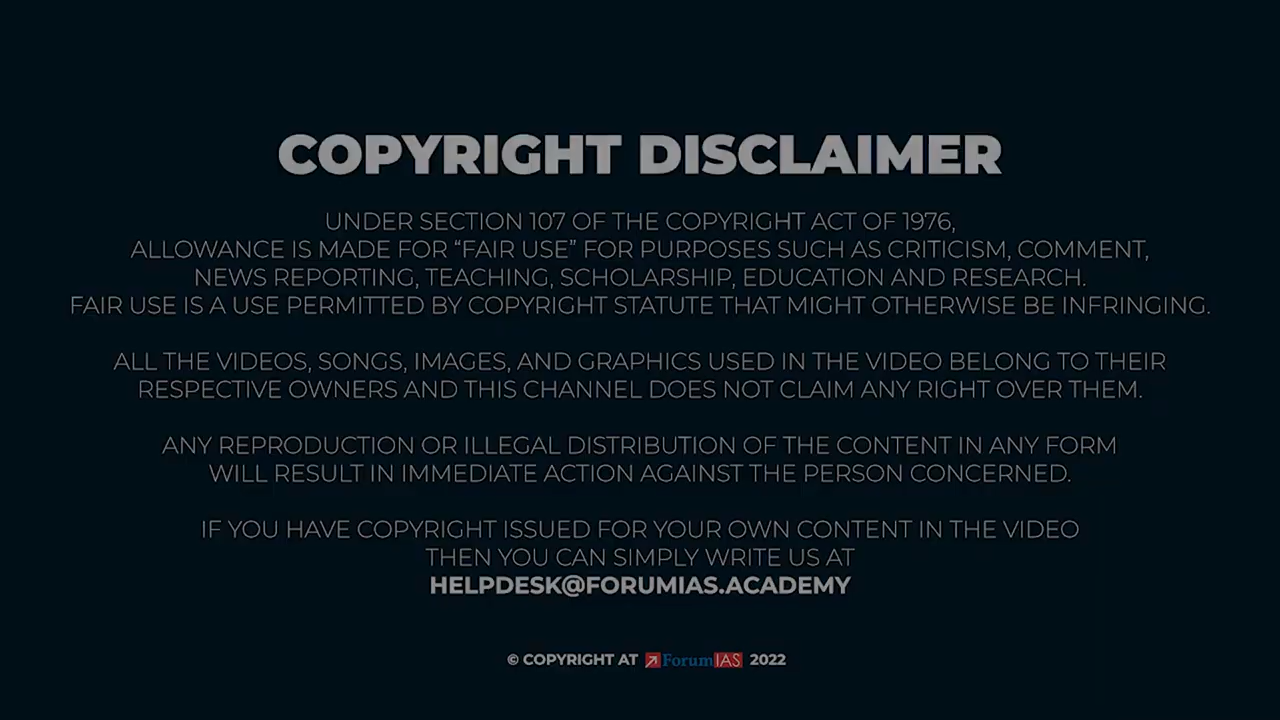 COPYRIGHT DISCLAIMER
UNDER SECTION 107 OF THE COPYRIGHT ACT OF 1976,
ALLOWANCE IS MADE FOR “FAIR USE” FOR PURPOSES SUCH AS CRITICISM, COMMENT,
NEWS REPORTING, TEACHING, SCHOLARSHIP, EDUCATION AND RESEARCH.
FAIR USE IS A USE PERMITTED BY COPYRIGHT STATUTE THAT MIGHT OTHERWISE BE INFRINGING.
ALL THE VIDEOS, SONGS, IMAGES, AND GRAPHICS USED IN THE VIDEO BELONG TO THEIR
RESPECTIVE OWNERS AND THIS CHANNEL DOES NOT CLAIM ANY RIGHT OVER THEM.
ANY REPRODUCTION OR ILLEGAL DISTRIBUTION OF THE CONTENT IN ANY FORM
WILL RESULT IN IMMEDIATE ACTION AGAINST THE PERSON CONCERNED.
IF YOU HAVE COPYRIGHT ISSUED FOR YOUR OWN CONTENT IN THE VIDEO
THEN YOU CAN SIMPLY WRITE US AT
HELPDESK@FORUMIAS.ACADEMY
© COPYRIGHT AT ForumIAS 2022